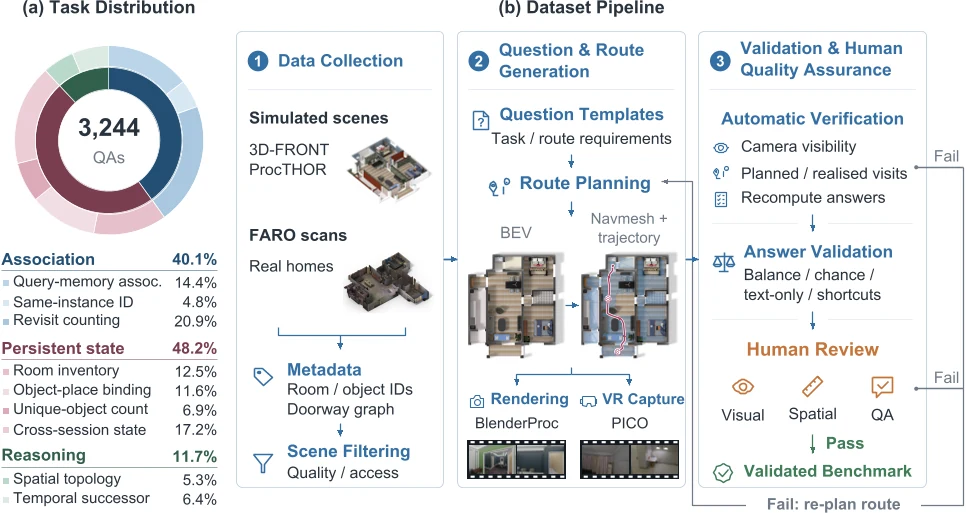 (a) Task Distribution
3,244
QAs
Association 40.1%
Query-memory assoc. 14.4%
Same-instance ID 4.8%
Revisit counting 20.9%
Persistent state 48.2%
Room inventory 12.5%
Object-place binding 11.6%
Unique-object count 6.9%
Cross-session state 17.2%
Reasoning 11.7%
Spatial topology 5.3%
Temporal successor 6.4%
(b) Dataset Pipeline
1 Data Collection
Simulated scenes
3D-FRONT
ProcTHOR
FARO scans
Real homes
Metadata
Room / object IDs
Doorway graph
Scene Filtering
Quality / access
2 Question & Route
Generation
Question Templates
Task / route requirements
Route Planning
BEV
Navmesh +
trajectory
Rendering
BlenderProc
VR Capture
PICO
3 Validation & Human
Quality Assurance
Automatic Verification
Camera visibility
Planned / realised visits
Recompute answers
Answer Validation
Balance / chance /
text-only / shortcuts
Human Review
Visual Spatial QA
Pass
Validated Benchmark
Fail
Fail
Fail: re-plan route